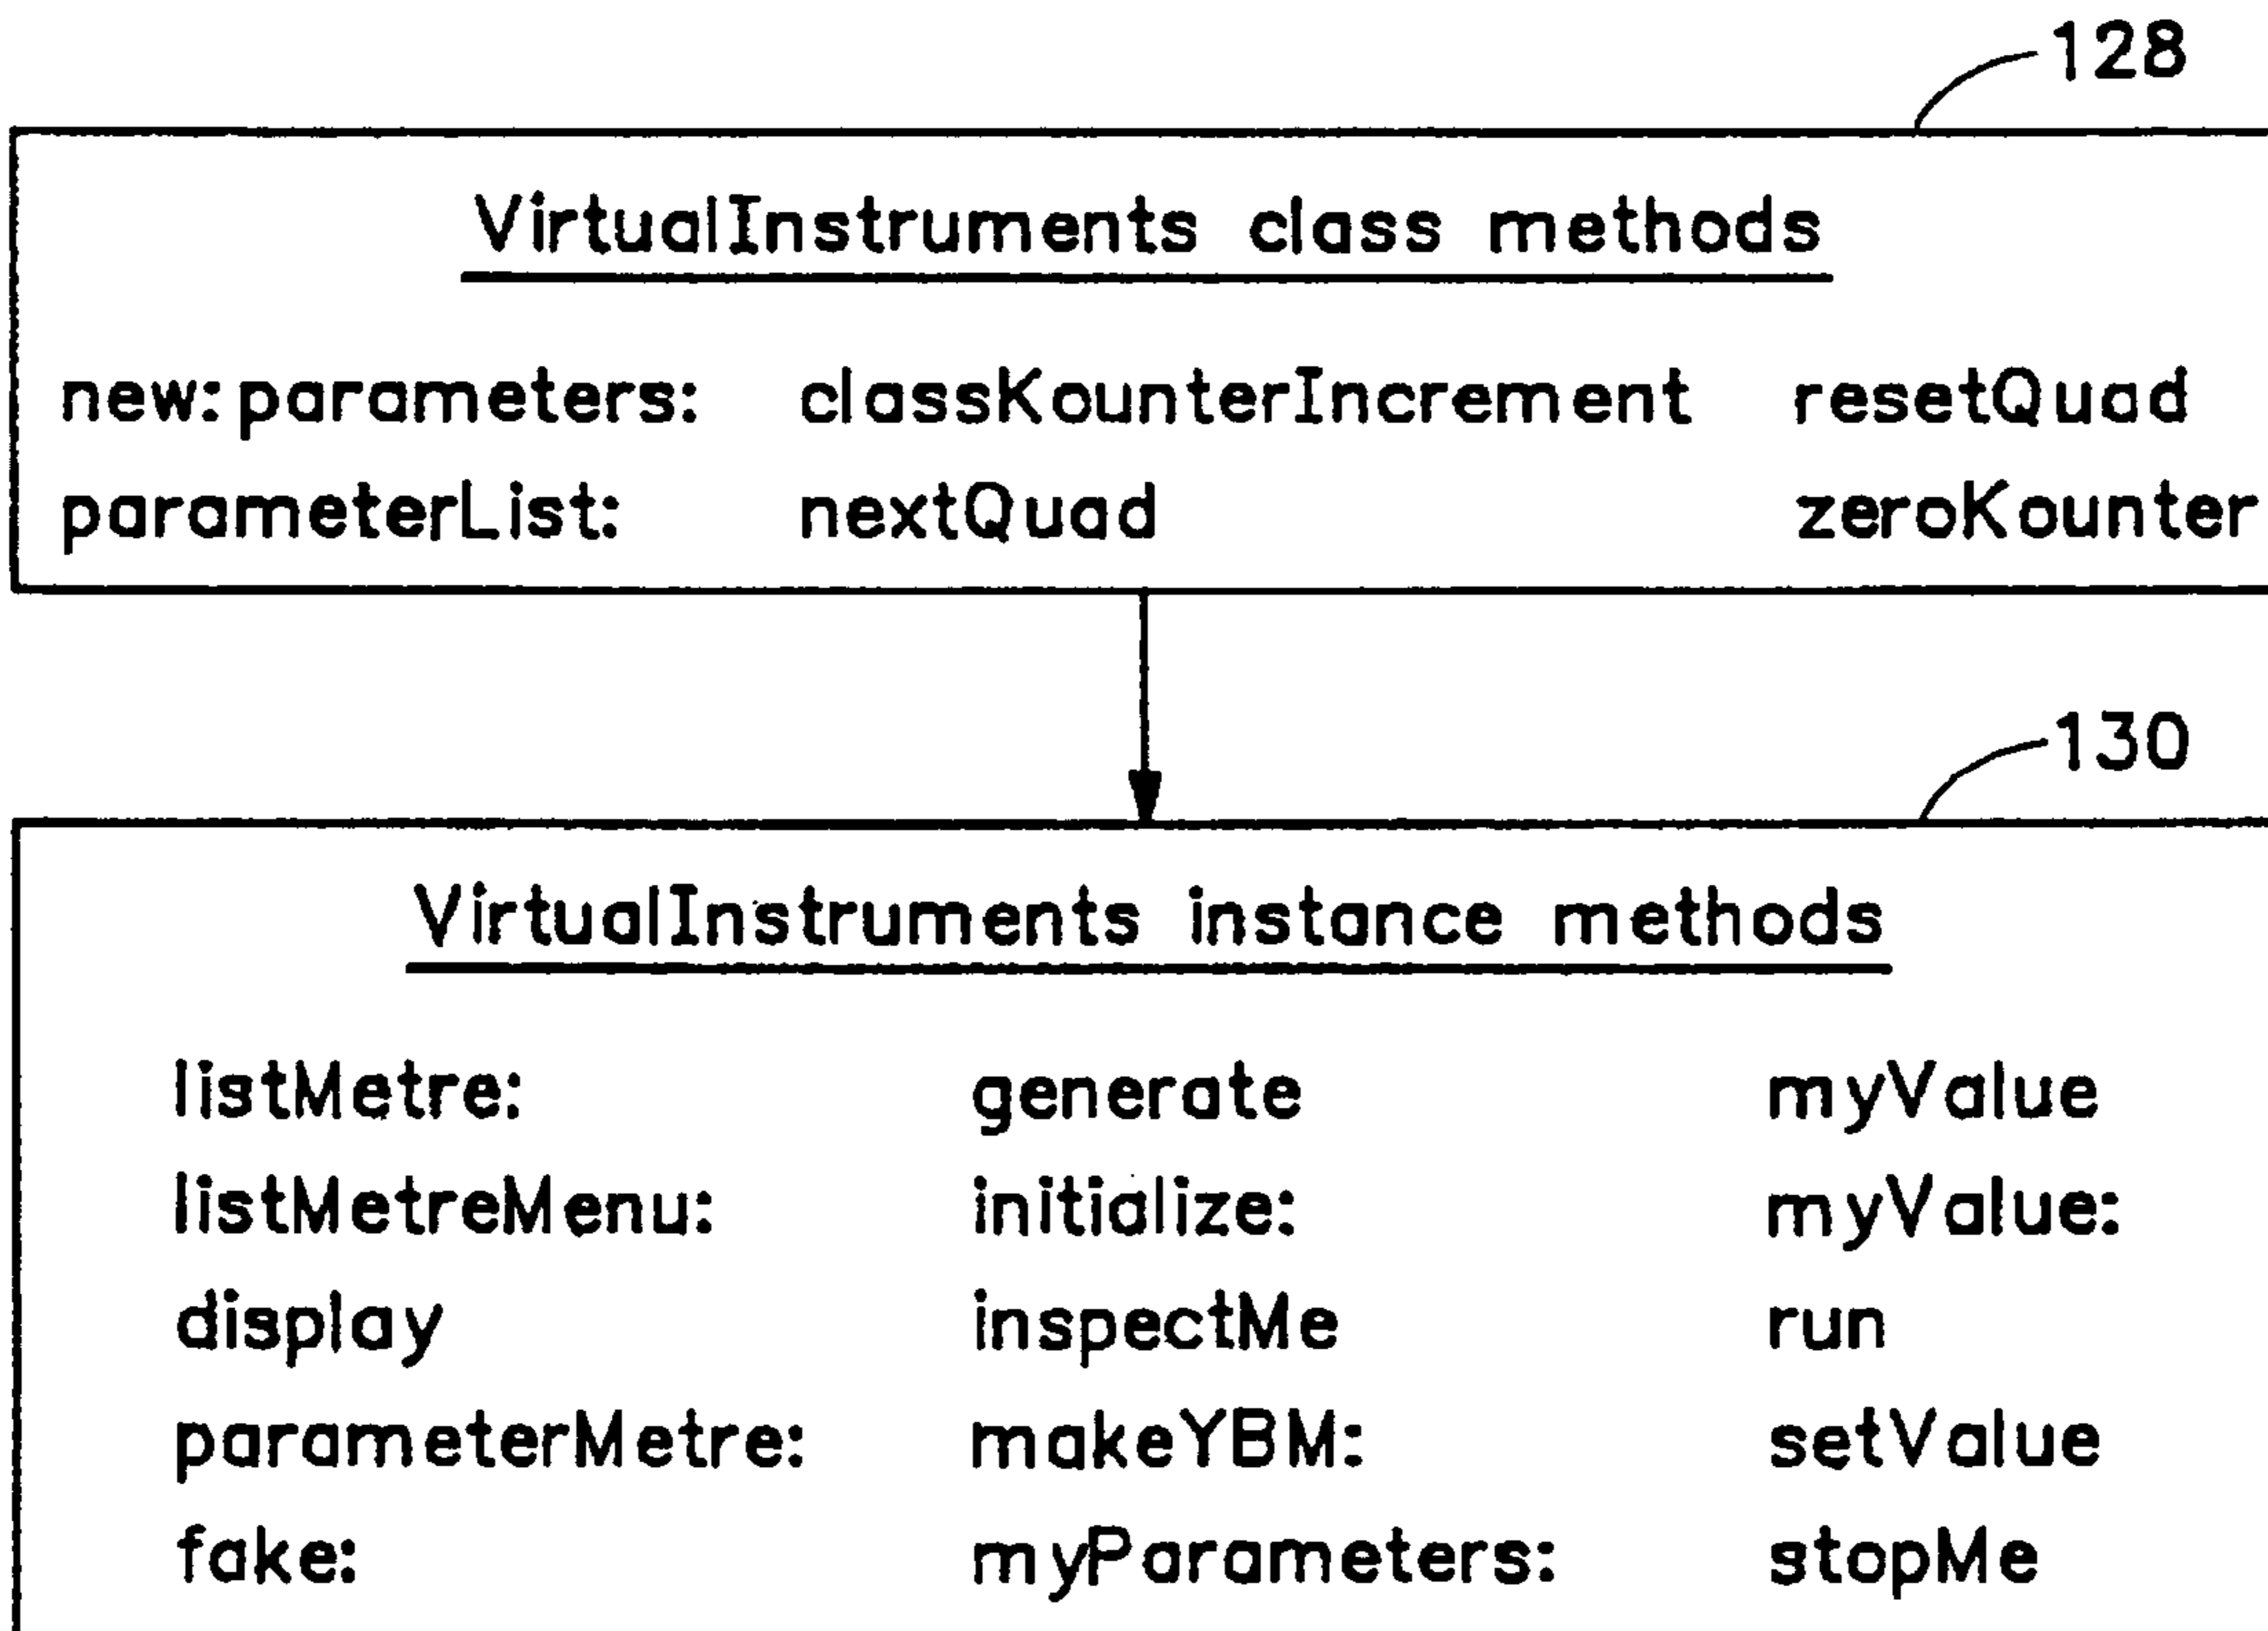 128
VirtualInstruments class methods
new:parameters: classKounterIncrement resetQuad
parameterList: nextQuad zeroKounter
130
VirtualInstruments instance methods
listMetre: generate myValue
listMetreMenu: initialize: myValue:
display inspectMe run
parameterMetre: makeYBM: setValue
fake: myParameters: stopMe